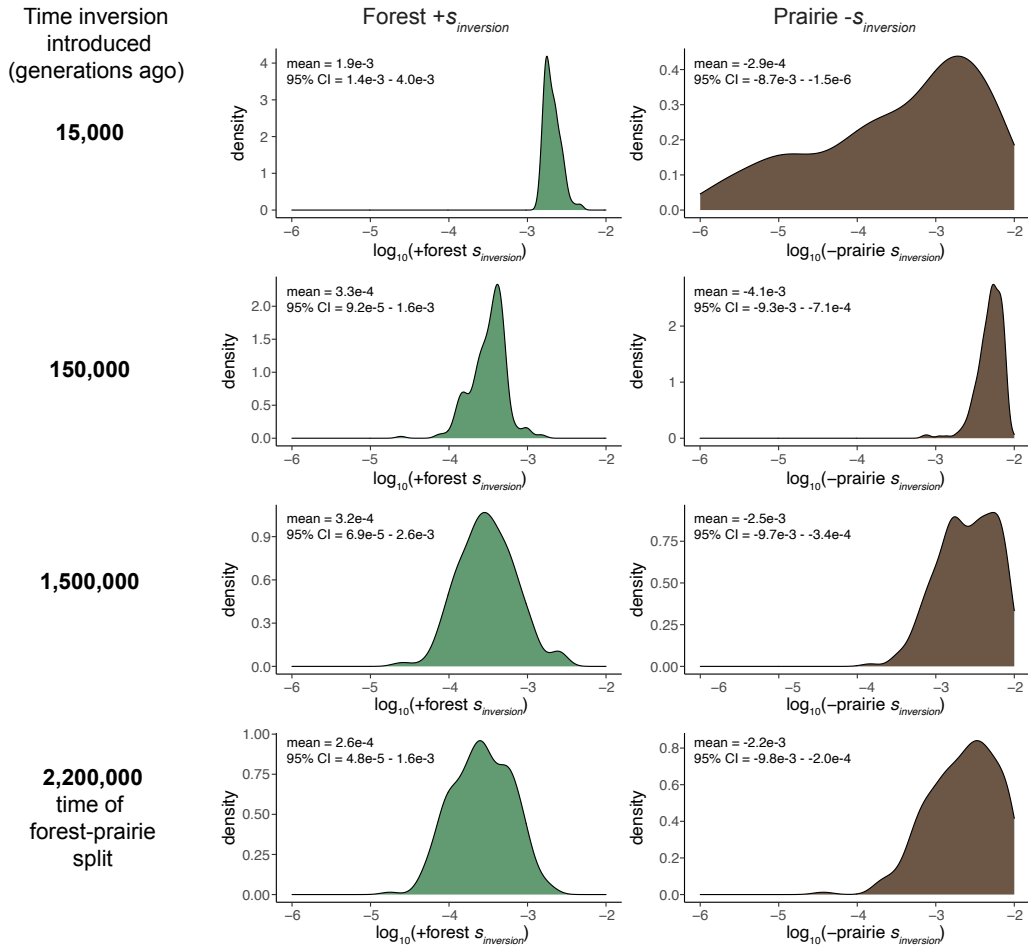 Time inversion
introduced
(generations ago)
Forest +s_inversion
Prairie -s_inversion
15,000
mean = 1.9e-3
95% CI = 1.4e-3 - 4.0e-3
density
4
3
2
1
0
−6 −5 −4 −3 −2
log10(+forest s_inversion)
mean = -2.9e-4
95% CI = -8.7e-3 - -1.5e-6
density
0.4
0.3
0.2
0.1
0.0
−6 −5 −4 −3 −2
log10(−prairie s_inversion)
150,000
mean = 3.3e-4
95% CI = 9.2e-5 - 1.6e-3
density
2.0
1.5
1.0
0.5
0.0
−6 −5 −4 −3 −2
log10(+forest s_inversion)
mean = -4.1e-3
95% CI = -9.3e-3 - -7.1e-4
density
2
1
0
−6 −5 −4 −3 −2
log10(−prairie s_inversion)
1,500,000
mean = 3.2e-4
95% CI = 6.9e-5 - 2.6e-3
density
0.9
0.6
0.3
0.0
−6 −5 −4 −3 −2
log10(+forest s_inversion)
mean = -2.5e-3
95% CI = -9.7e-3 - -3.4e-4
density
0.75
0.50
0.25
0.00
−6 −5 −4 −3 −2
log10(−prairie s_inversion)
2,200,000
time of
forest-prairie
split
mean = 2.6e-4
95% CI = 4.8e-5 - 1.6e-3
density
1.00
0.75
0.50
0.25
0.00
−6 −5 −4 −3 −2
log10(+forest s_inversion)
mean = -2.2e-3
95% CI = -9.8e-3 - -2.0e-4
density
0.8
0.6
0.4
0.2
0.0
−6 −5 −4 −3 −2
log10(−prairie s_inversion)